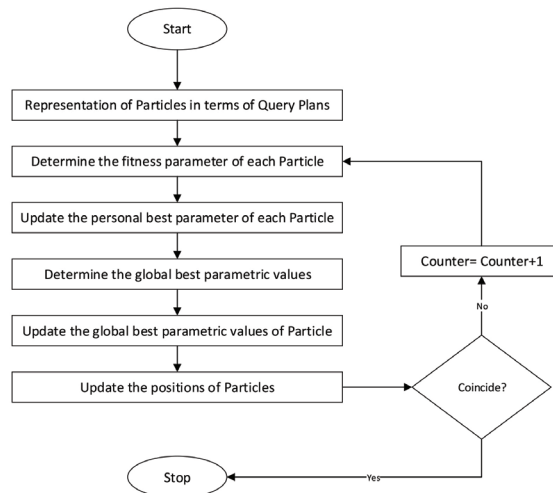 Start
Representation of Particles in terms of Query Plans
Determine the fitness parameter of each Particle
Update the personal best parameter of each Particle
Determine the global best parametric values
Update the global best parametric values of Particle
Update the positions of Particles
Counter= Counter+1
No
Coincide?
Yes
Stop